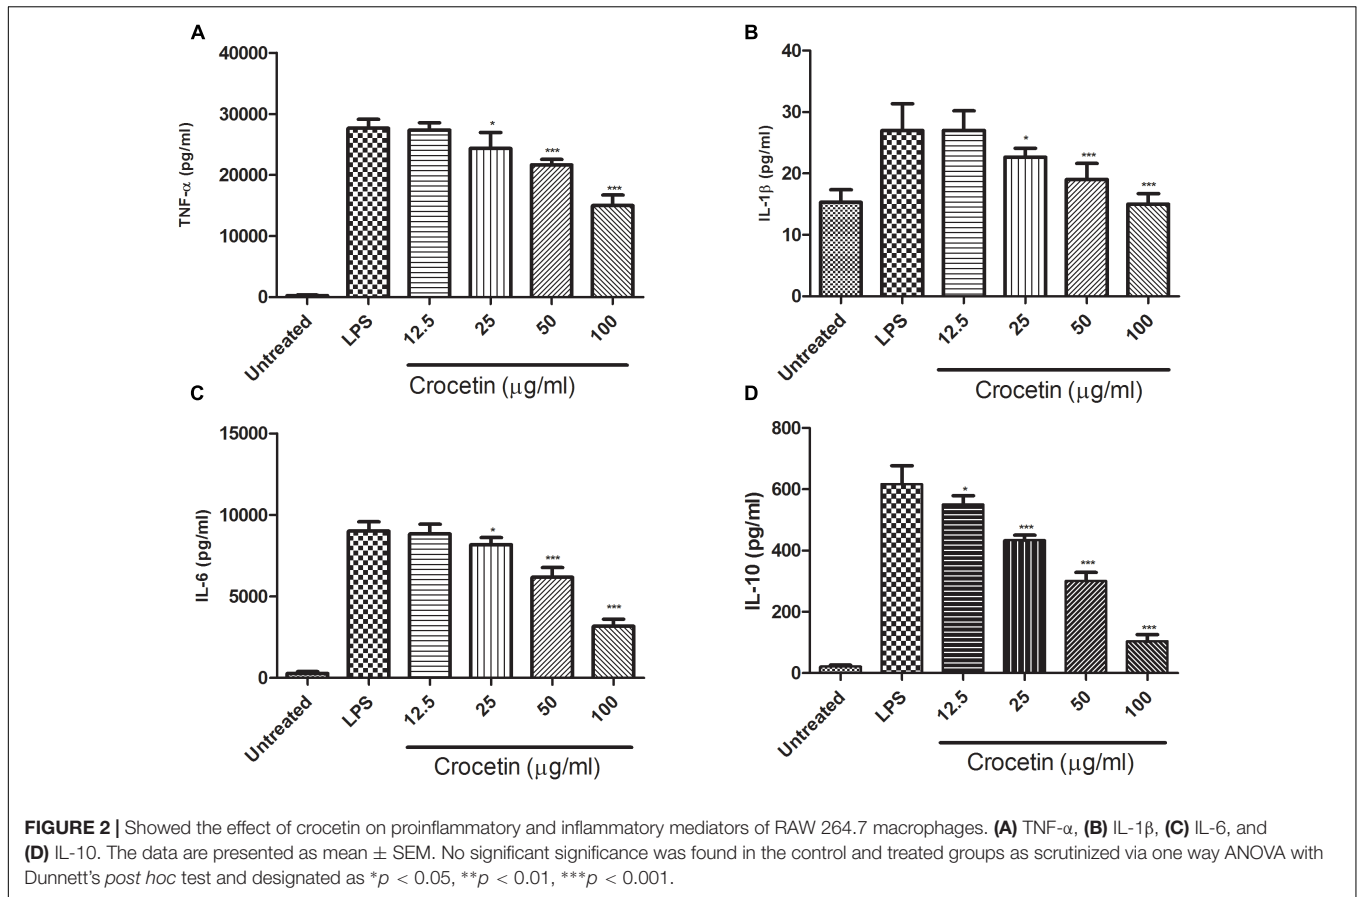 A
40000
30000
20000
10000
0
TNF-α (pg/ml)
*
***
***
Untreated
LPS
12.5
25
50
100
Crocetin (μg/ml)
B
40
30
20
10
0
IL-1β (pg/ml)
*
***
***
Untreated
LPS
12.5
25
50
100
Crocetin (μg/ml)
C
15000
10000
5000
0
IL-6 (pg/ml)
*
***
***
Untreated
LPS
12.5
25
50
100
Crocetin (μg/ml)
D
800
600
400
200
0
IL-10 (pg/ml)
*
***
***
***
Untreated
LPS
12.5
25
50
100
Crocetin (μg/ml)
FIGURE 2 | Showed the effect of crocetin on proinflammatory and inflammatory mediators of RAW 264.7 macrophages. (A) TNF-α, (B) IL-1β, (C) IL-6, and
(D) IL-10. The data are presented as mean ± SEM. No significant significance was found in the control and treated groups as scrutinized via one way ANOVA with
Dunnett's post hoc test and designated as *p < 0.05, **p < 0.01, ***p < 0.001.